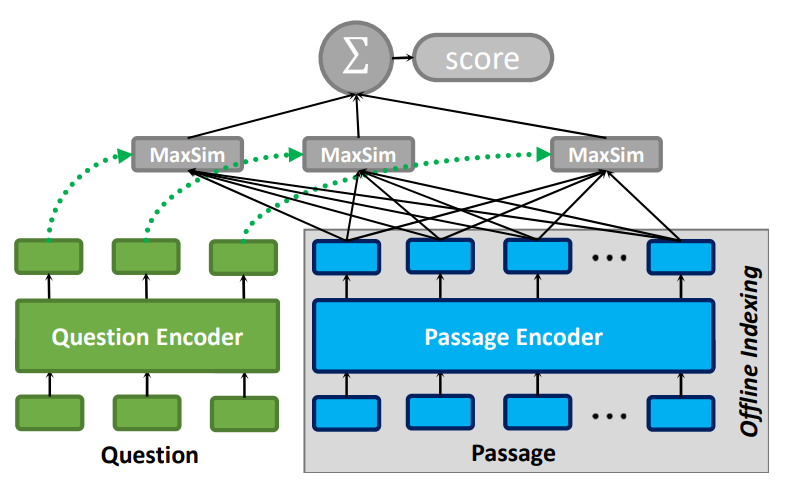 Σ
score
MaxSim
MaxSim
MaxSim
Question Encoder
Passage Encoder
Offline Indexing
Question
Passage